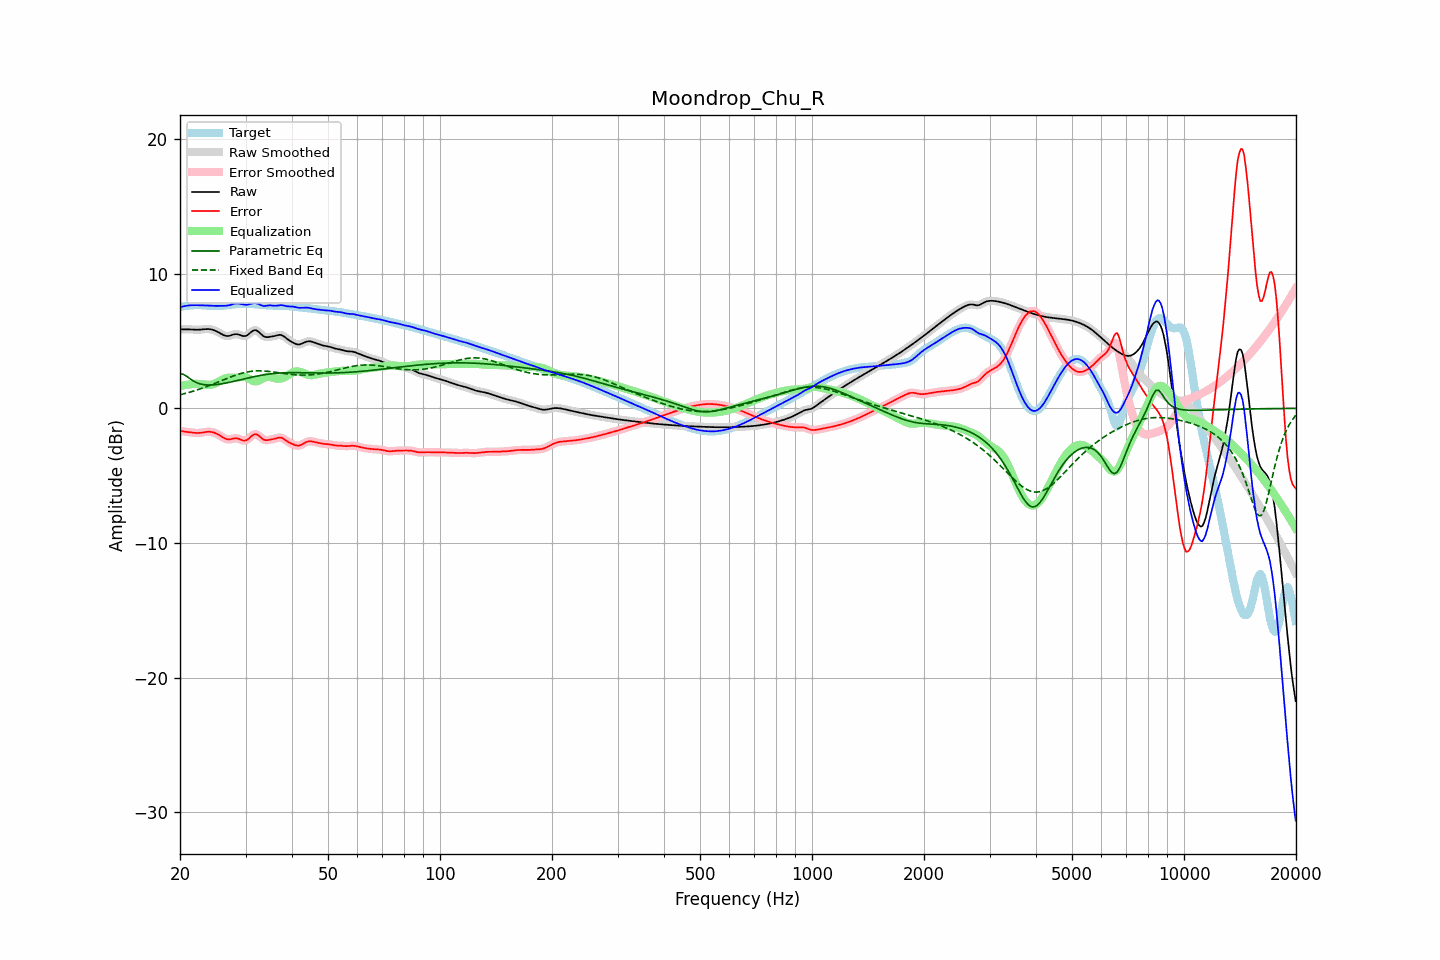 Moondrop_Chu_R
Target
Raw Smoothed
Error Smoothed
Raw
Error
Equalization
Parametric Eq
Fixed Band Eq
Equalized
20
10
0
−10
−20
−30
Amplitude (dBr)
20 50 100 200 500 1000 2000 5000 10000 20000
Frequency (Hz)